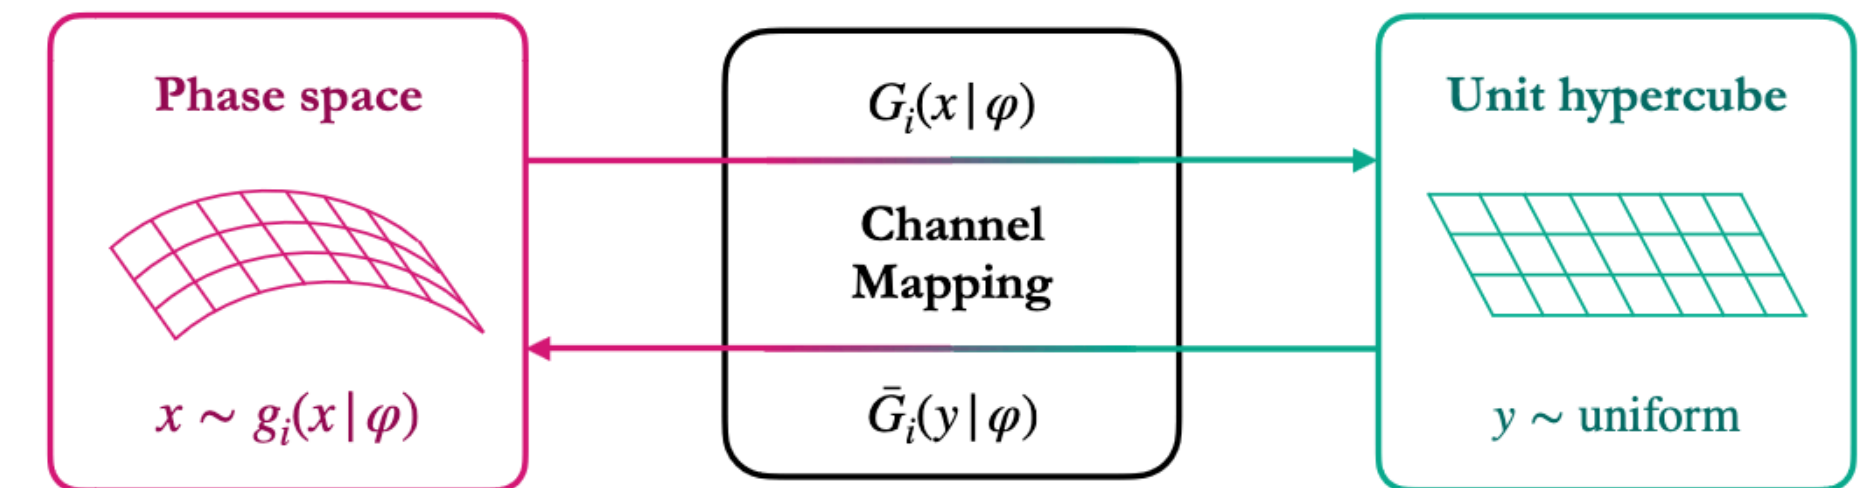 Phase space
x ∼ gᵢ(x | φ)
Gᵢ(x | φ)
Channel
Mapping
Ḡᵢ(y | φ)
Unit hypercube
y ∼ uniform